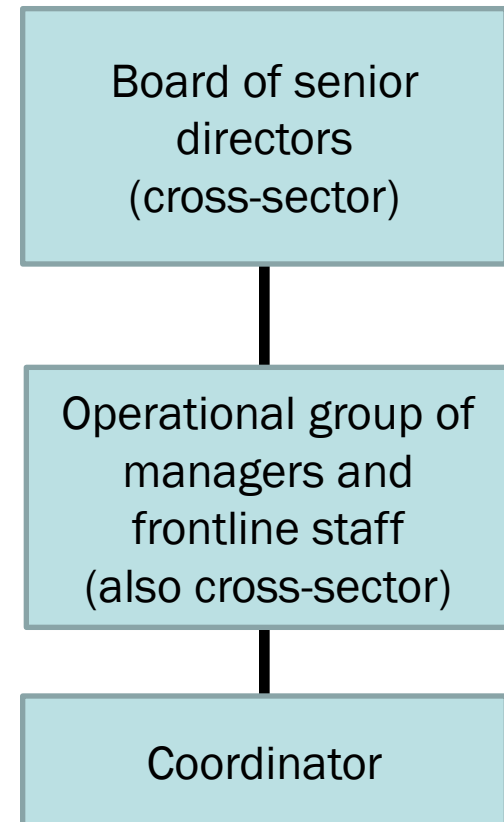 Board of senior
directors
(cross-sector)
Operational group of
managers and
frontline staff
(also cross-sector)
Coordinator